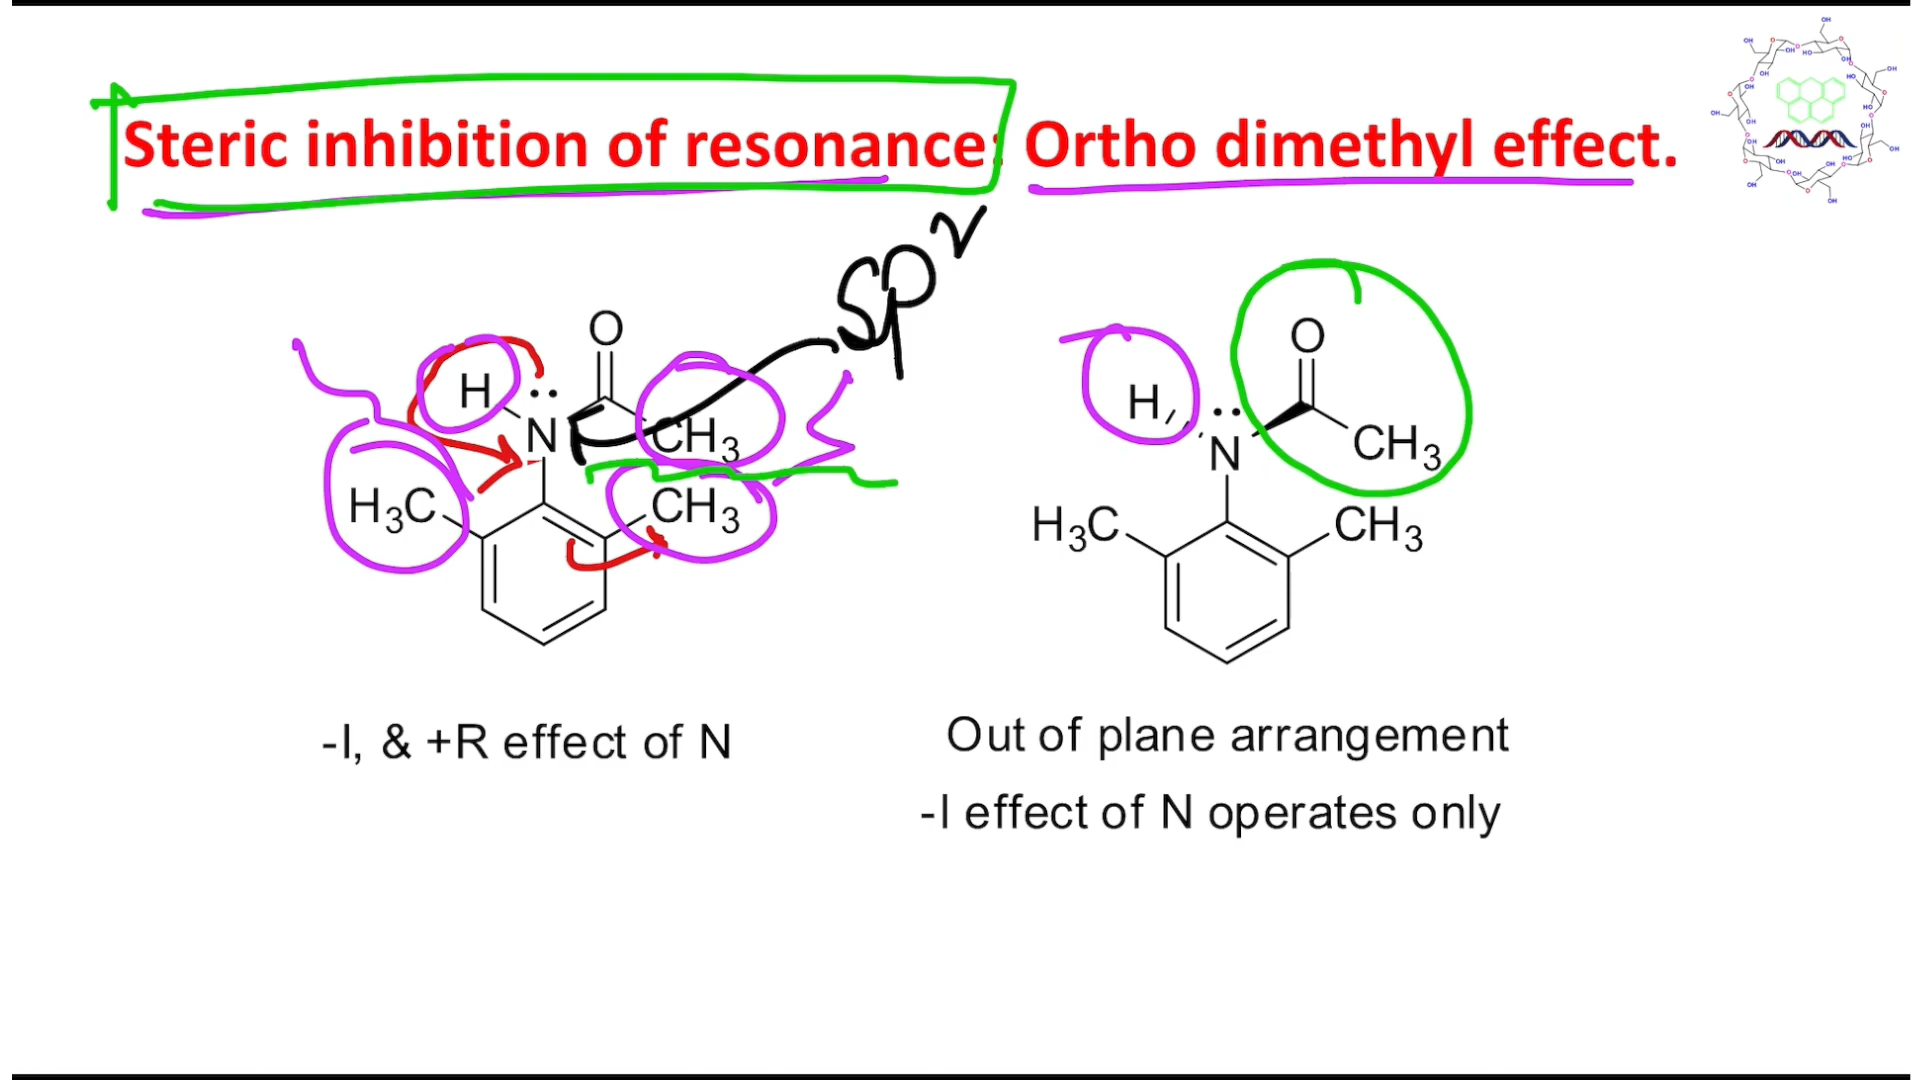 Steric inhibition of resonance: Ortho dimethyl effect.
SP2
O
H
N
CH3
H3C
CH3
O
H
N
CH3
H3C
CH3
-I, & +R effect of N
Out of plane arrangement
-I effect of N operates only